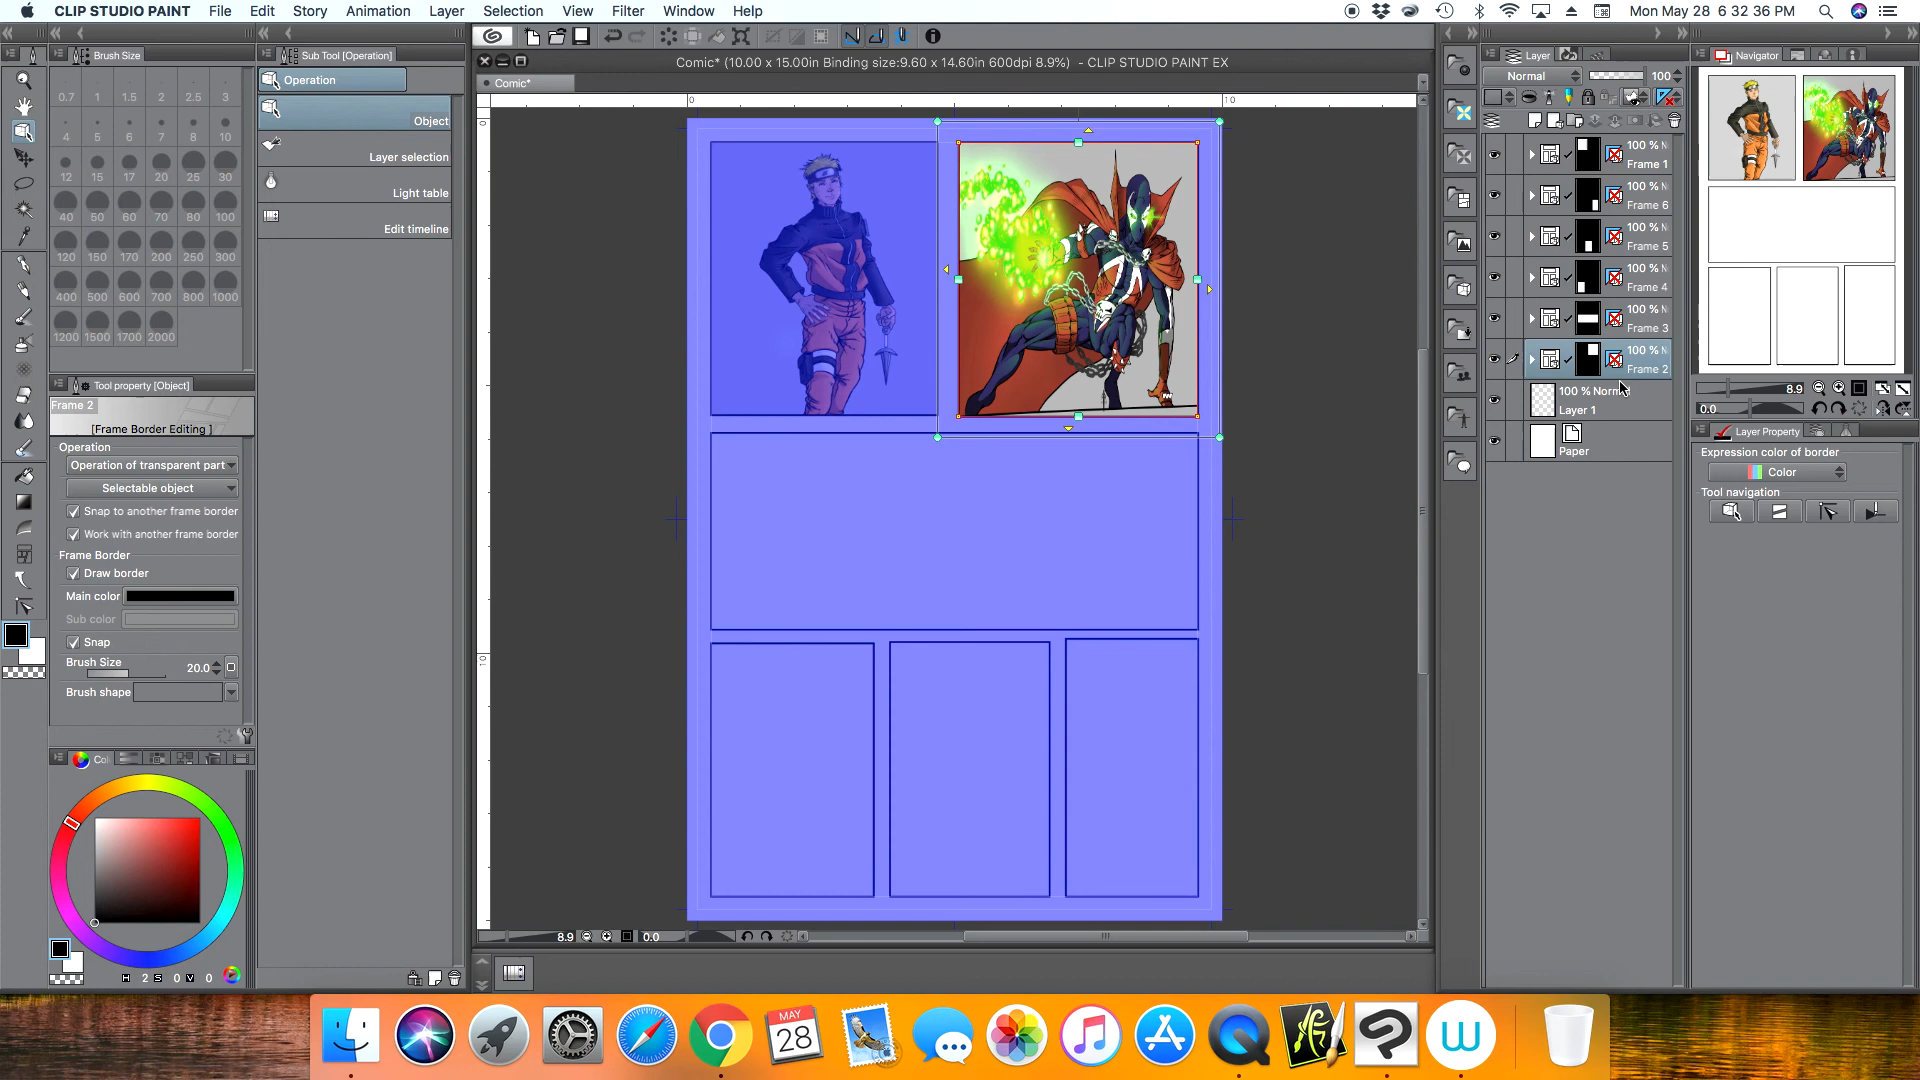 CLIP STUDIO PAINT File Edit Story Animation Layer Selection View Filter Window Help
Mon May 28 6 32 36 PM
Brush Size
Sub Tool [Operation]
Operation
Object
Layer selection
Light table
Edit timeline
0.7 1 1.5 2 2.5 3
4 5 6 7 8 10
12 15 17 20 25 30
40 50 60 70 80 100
120 150 170 200 250 300
400 500 600 700 800 1000
1200 1500 1700 2000
Tool property [Object]
Frame 2
[Frame Border Editing ]
Operation
Operation of transparent part
Selectable object
Snap to another frame border
Work with another frame border
Frame Border
Draw border
Main color
Sub color
Snap
Brush Size
20.0
Brush shape
Col
H 2 S 0 V 0
Comic* (10.00 x 15.00in Binding size:9.60 x 14.60in 600dpi 8.9%) - CLIP STUDIO PAINT EX
Comic*
0 10
0
10
8.9 0.0
Layer
Normal 100
100 % N
Frame 1
100 % N
Frame 6
100 % N
Frame 5
100 % N
Frame 4
100 % N
Frame 3
100 % N
Frame 2
100 % Norm
Layer 1
Paper
Navigator
8.9
0.0
Layer Property
Expression color of border
Color
Tool navigation
MAY
28
W